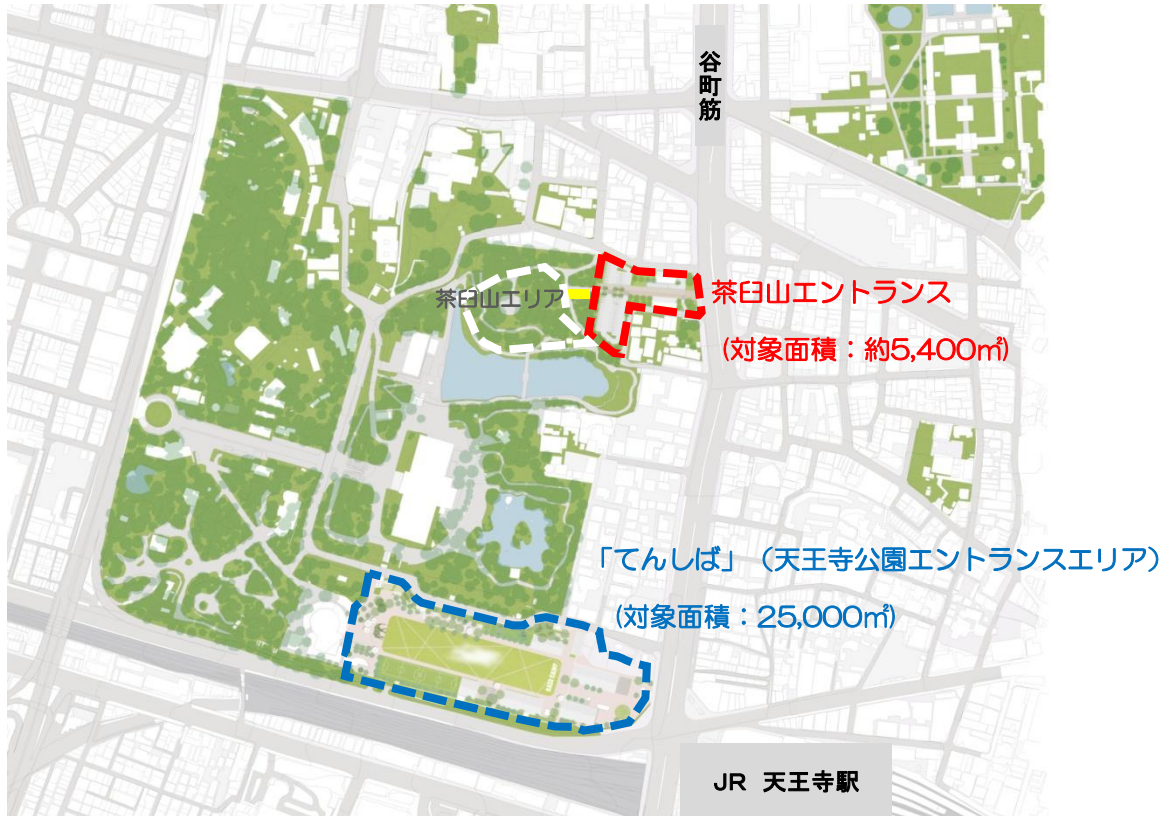 谷町筋
茶臼山エリア
茶臼山エントランス
(対象面積：約5,400㎡)
「てんしば」（天王寺公園エントランスエリア）
(対象面積：25,000㎡)
JR 天王寺駅